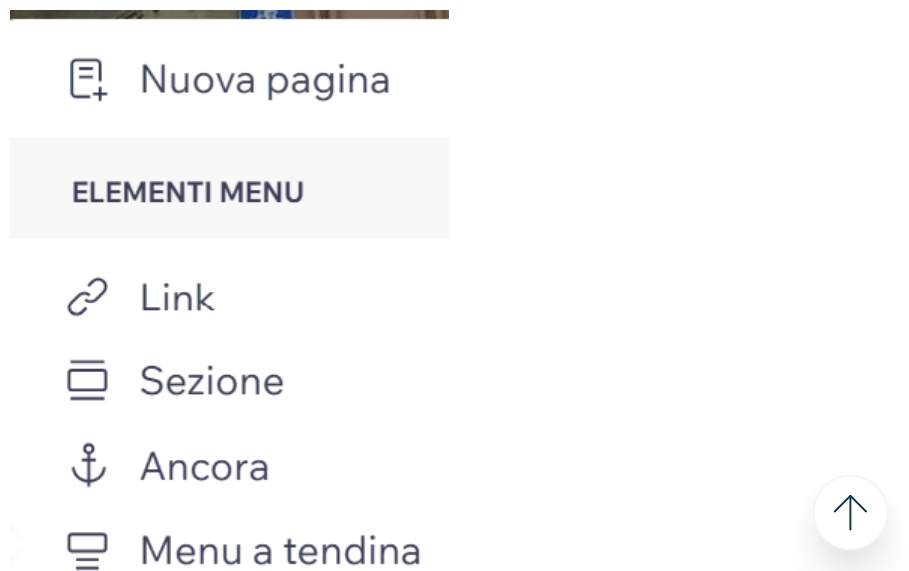 Nuova pagina
ELEMENTI MENU
Link
Sezione
Ancora
Menu a tendina